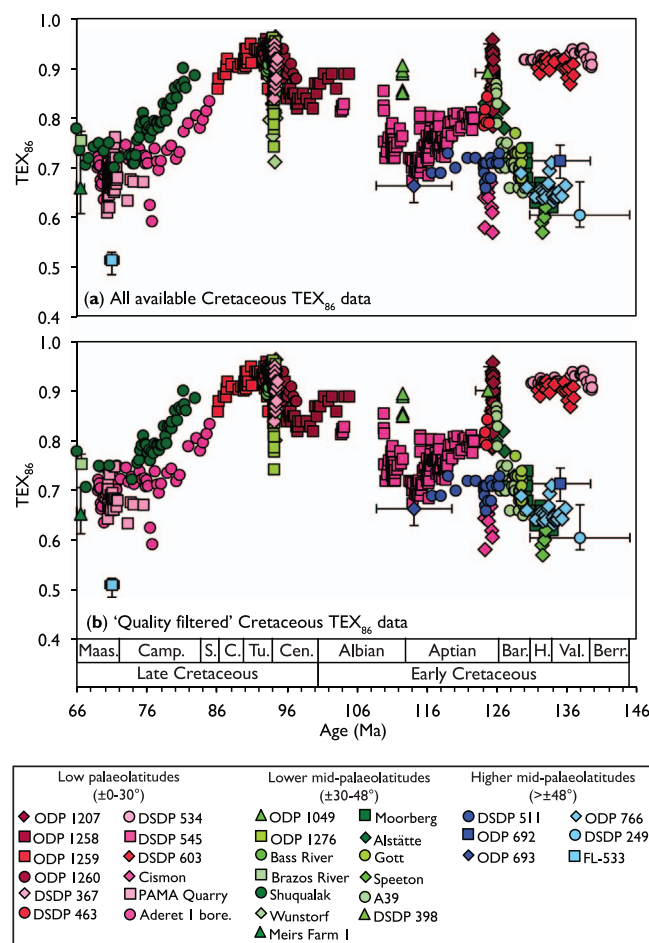 1.0
0.9
0.8
0.7
0.6
0.5
0.4
TEX86
(a) All available Cretaceous TEX86 data
1.0
0.9
0.8
0.7
0.6
0.5
0.4
TEX86
(b) 'Quality filtered' Cretaceous TEX86 data
Maas. Camp. S. C. Tu. Cen. Albian Aptian Bar. H. Val. Berr.
Late Cretaceous Early Cretaceous
66 76 86 96 106 116 126 136 146
Age (Ma)
Low palaeolatitudes
(±0-30°)
ODP 1207
ODP 1258
ODP 1259
ODP 1260
DSDP 367
DSDP 463
DSDP 534
DSDP 545
DSDP 603
Cismon
PAMA Quarry
Aderet 1 bore.
Lower mid-palaeolatitudes
(±30-48°)
ODP 1049
ODP 1276
Bass River
Brazos River
Shuqualak
Wunstorf
Meirs Farm 1
Moorberg
Alstätte
Gott
Speeton
A39
DSDP 398
Higher mid-palaeolatitudes
(>±48°)
DSDP 511
ODP 692
ODP 693
ODP 766
DSDP 249
FL-533